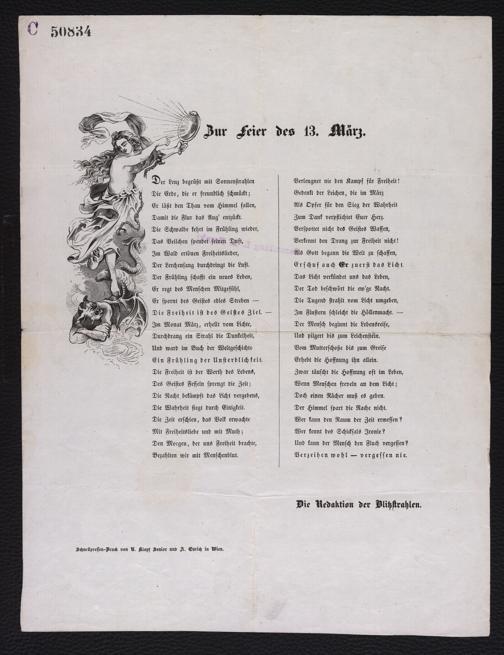 C 50834
Zur Feier des 13. März.
Der Lenz begrüßt mit Sonnenstrahlen
Die Erde, die er freundlich schmückt;
Er läßt den Thau vom Himmel fallen,
Damit die Flur das Aug' entzückt.
Die Schwalbe kehrt im Frühling wieder,
Das Veilchen spendet seinen Duft,
Im Wald ertönen Freiheitslieder,
Der Lerchensang durchdringt die Luft.
Der Frühling schafft ein neues Leben,
Er regt des Menschen Mitgefühl,
Er spornt des Geistes edles Streben —
Die Freiheit ist des Geistes Ziel. —
Im Monat März, erhellt vom Lichte,
Durchdrang ein Strahl die Dunkelheit,
Und ward im Buch der Weltgeschichte
Ein Frühling der Unsterblichkeit.
Die Freiheit ist der Werth des Lebens,
Des Geistes Fesseln sprengt die Zeit;
Die Nacht bekämpft das Licht vergebens,
Die Wahrheit siegt durch Einigkeit.
Die Zeit erschien, das Volk erwachte
Mit Freiheitsliebe und mit Muth;
Den Morgen, der uns Freiheit brachte,
Bezahlten wir mit Menschenblut.
Verleugnet nie den Kampf für Freiheit!
Gedenkt der Leichen, die im März
Als Opfer für den Sieg der Wahrheit
Zum Dank verpflichtet Euer Herz.
Verspottet nicht des Geistes Waffen,
Verkennt den Drang zur Freiheit nicht!
Als Gott begann die Welt zu schaffen,
Erschuf auch Er zuerst das Licht.
Das Licht verkündet uns das Leben,
Der Tod beschwört die ew'ge Nacht.
Die Tugend strahlt vom Licht umgeben,
Im Finstern schleicht die Höllenmacht. —
Der Mensch beginnt die Lebensreise,
Und pilgert bis zum Leichenstein.
Vom Mutterschoße bis zum Greise
Erhebt die Hoffnung ihn allein.
Zwar täuscht die Hoffnung oft im Leben,
Wenn Menschen freveln an dem Licht;
Doch einen Rächer muß es geben.
Der Himmel spart die Rache nicht.
Wer kann den Raum der Zeit ermessen?
Wer kennt des Schicksals Ironie?
Und kann der Mensch den Fluch vergessen?
Verzeihen wohl — vergessen nie.
Die Redaktion der Blitzstrahlen.
Schnellpressen-Druck von U. Klopf Senior und A. Eurich in Wien.